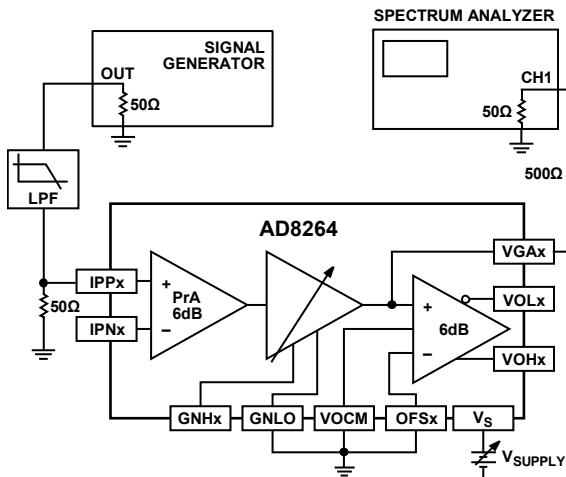 SPECTRUM ANALYZER
SIGNAL
GENERATOR
OUT
50Ω
CH1
50Ω
500Ω
LPF
AD8264
VGAx
IPPx
+
PrA
6dB
–
+
6dB
–
VOLx
50Ω
IPNx
VOHx
GNHx
GNLO
VOCM
OFSx
VS
VSUPPLY